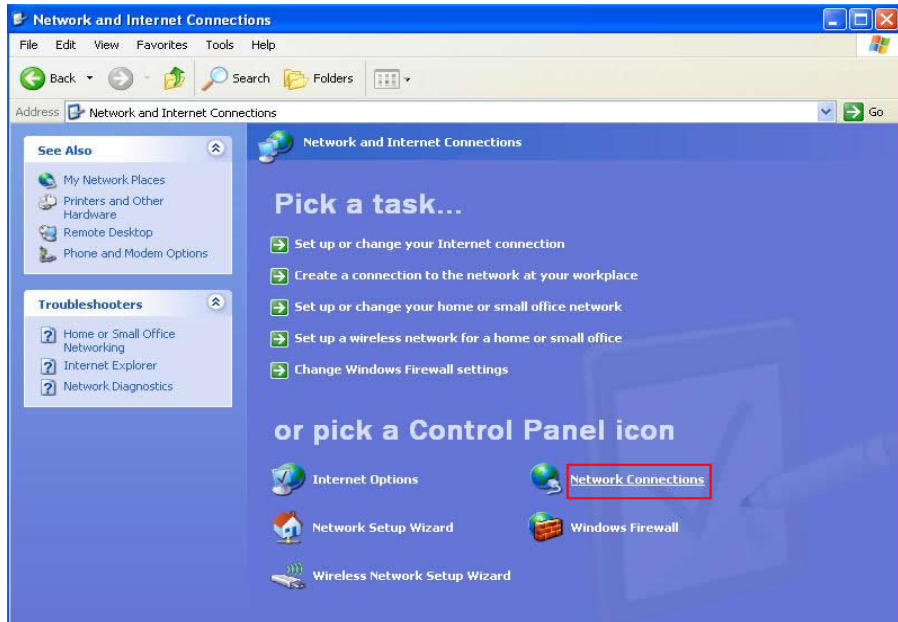 Network and Internet Connections
File Edit View Favorites Tools Help
Back Search Folders
Address Network and Internet Connections Go
See Also
My Network Places
Printers and Other
Hardware
Remote Desktop
Phone and Modem Options
Troubleshooters
Home or Small Office
Networking
Internet Explorer
Network Diagnostics
Network and Internet Connections
Pick a task...
Set up or change your Internet connection
Create a connection to the network at your workplace
Set up or change your home or small office network
Set up a wireless network for a home or small office
Change Windows Firewall settings
or pick a Control Panel icon
Internet Options Network Connections
Network Setup Wizard Windows Firewall
Wireless Network Setup Wizard